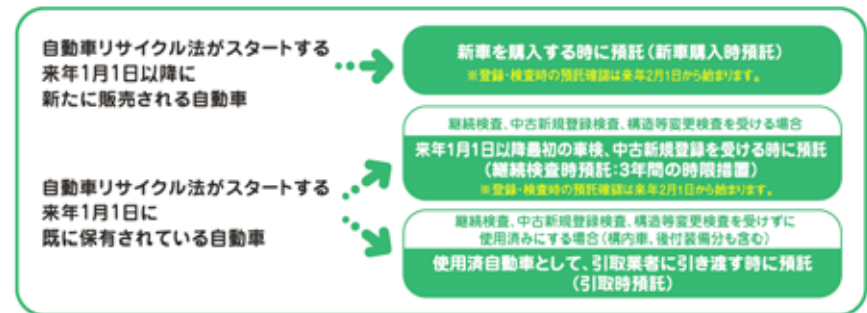 自動車リサイクル法がスタートする
来年1月1日以降に
新たに販売される自動車
新車を購入する時に預託(新車購入時預託)
※登録・検査時の預託確認は来年2月1日から始まります。
自動車リサイクル法がスタートする
来年1月1日に
既に保有されている自動車
継続検査、中古新規登録検査、構造等変更検査を受ける場合
来年1月1日以降最初の車検、中古新規登録を受ける時に預託
(継続検査時預託:3年間の時限措置)
※登録・検査時の預託確認は来年2月1日から始まります。
継続検査、中古新規登録検査、構造等変更検査を受けずに
使用済みにする場合(構内車、後付装備分も含む)
使用済自動車として、引取業者に引き渡す時に預託
(引取時預託)